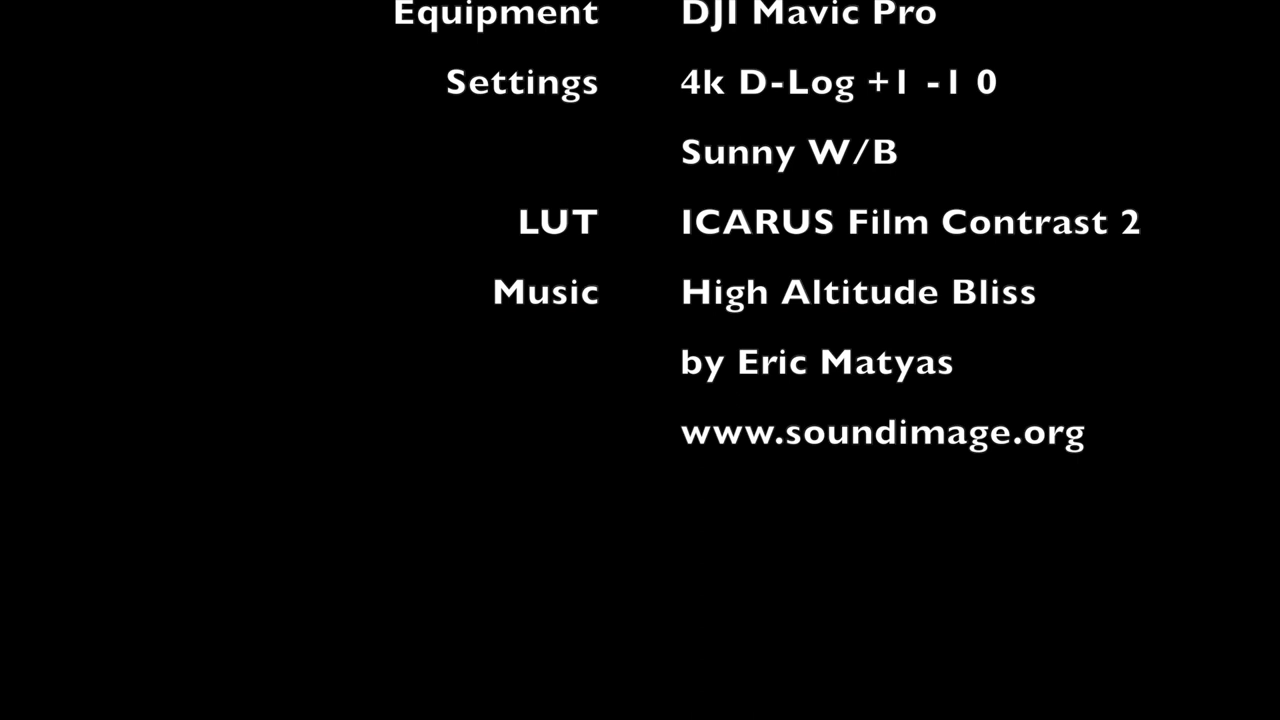 Equipment DJI Mavic Pro
Settings 4k D-Log +1 -1 0
Sunny W/B
LUT ICARUS Film Contrast 2
Music High Altitude Bliss
by Eric Matyas
www.soundimage.org